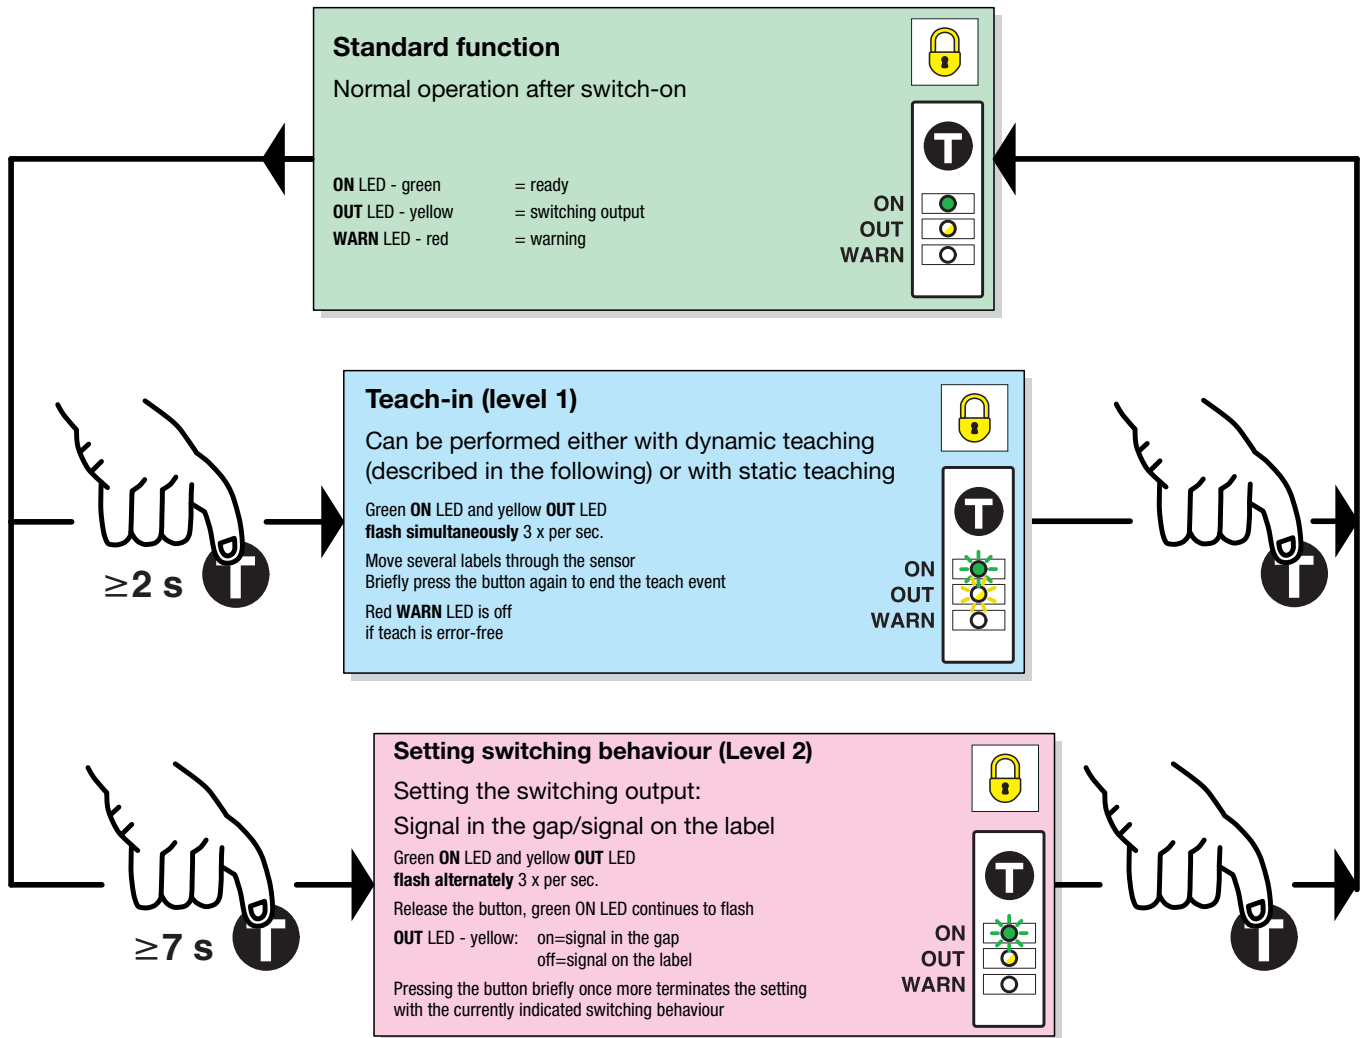 Standard function
Normal operation after switch-on
ON LED - green = ready
OUT LED - yellow = switching output
WARN LED - red = warning
T
ON
OUT
WARN
Teach-in (level 1)
Can be performed either with dynamic teaching
(described in the following) or with static teaching
Green ON LED and yellow OUT LED
flash simultaneously 3 x per sec.
Move several labels through the sensor
Briefly press the button again to end the teach event
Red WARN LED is off
if teach is error-free
T
ON
OUT
WARN
≥2 s
T
T
Setting switching behaviour (Level 2)
Setting the switching output:
Signal in the gap/signal on the label
Green ON LED and yellow OUT LED
flash alternately 3 x per sec.
Release the button, green ON LED continues to flash
OUT LED - yellow: on=signal in the gap
off=signal on the label
Pressing the button briefly once more terminates the setting
with the currently indicated switching behaviour
T
ON
OUT
WARN
≥7 s
T
T